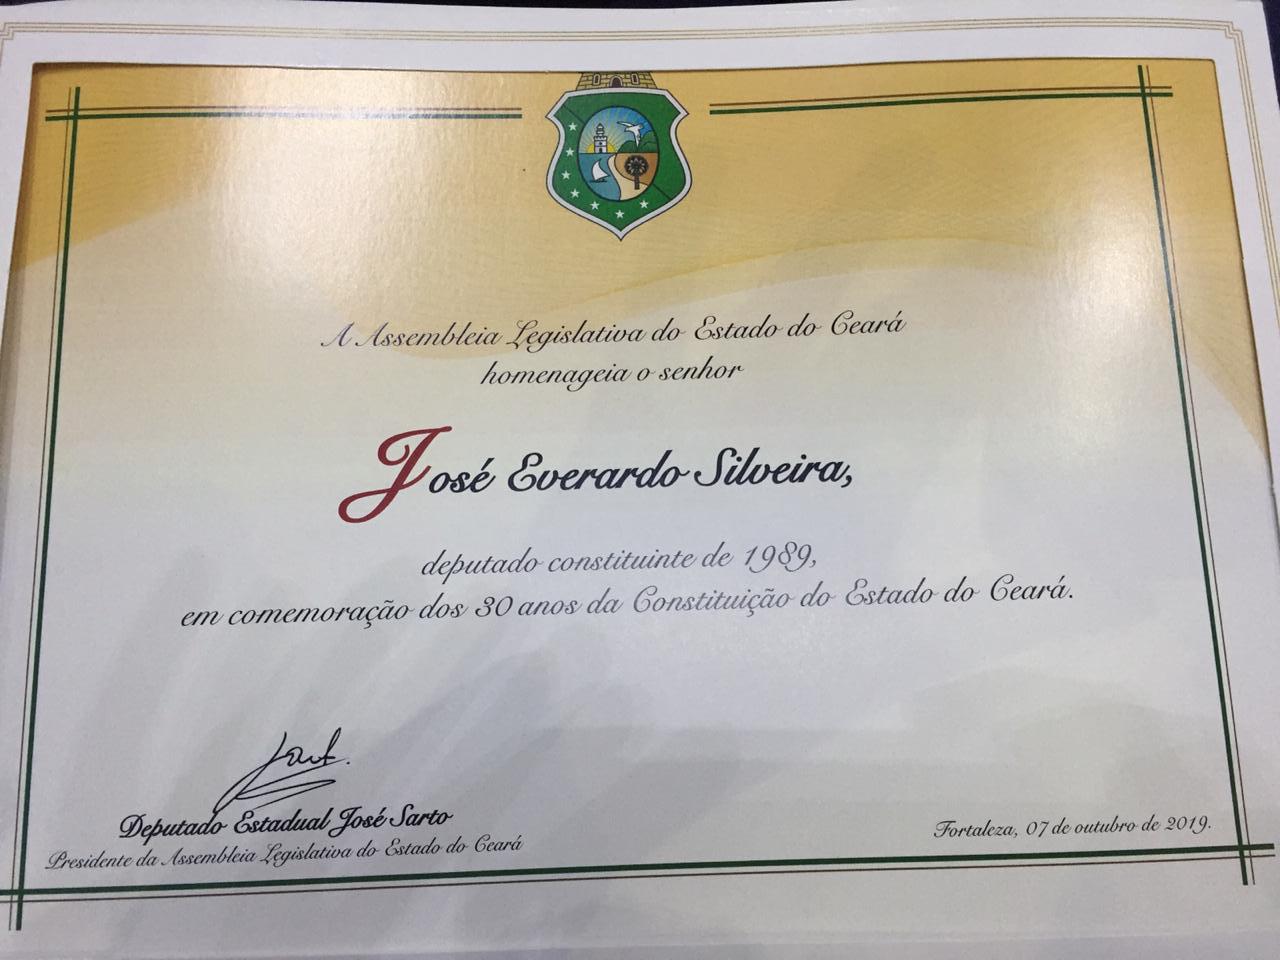 A Assembleia Legislativa do Estado do Ceará
homenageia o senhor
José Everardo Silveira,
deputado constituinte de 1989,
em comemoração dos 30 anos da Constituição do Estado do Ceará.
Deputado Estadual José Sarto
Presidente da Assembleia Legislativa do Estado do Ceará
Fortaleza, 07 de outubro de 2019.